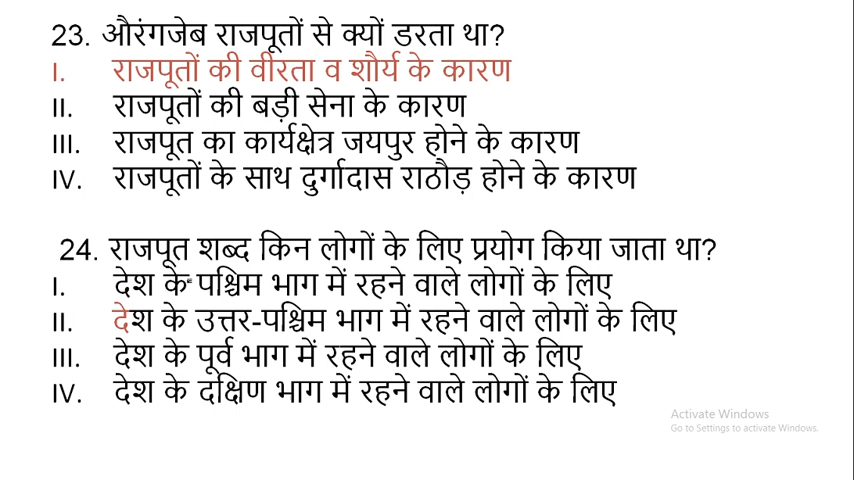 23. औरंगजेब राजपूतों से क्यों डरता था?
I. राजपूतों की वीरता व शौर्य के कारण
II. राजपूतों की बड़ी सेना के कारण
III. राजपूत का कार्यक्षेत्र जयपुर होने के कारण
IV. राजपूतों के साथ दुर्गादास राठौड़ होने के कारण
24. राजपूत शब्द किन लोगों के लिए प्रयोग किया जाता था?
I. देश के पश्चिम भाग में रहने वाले लोगों के लिए
II. देश के उत्तर-पश्चिम भाग में रहने वाले लोगों के लिए
III. देश के पूर्व भाग में रहने वाले लोगों के लिए
IV. देश के दक्षिण भाग में रहने वाले लोगों के लिए
Activate Windows
Go to Settings to activate Windows.